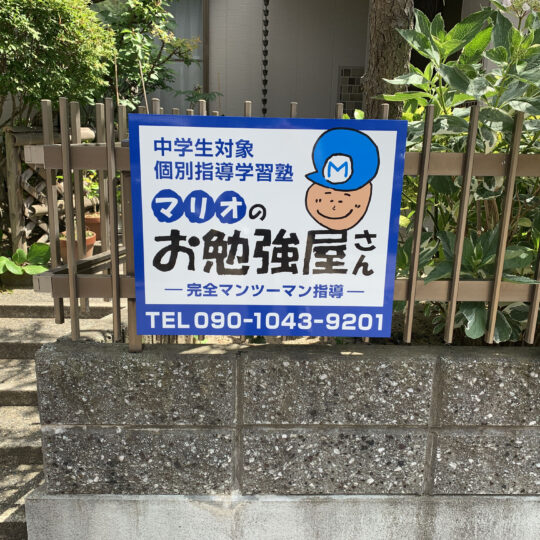 中学生対象
個別指導学習塾
M
マリオの
お勉強屋さん
—完全マンツーマン指導—
TEL 090-1043-9201